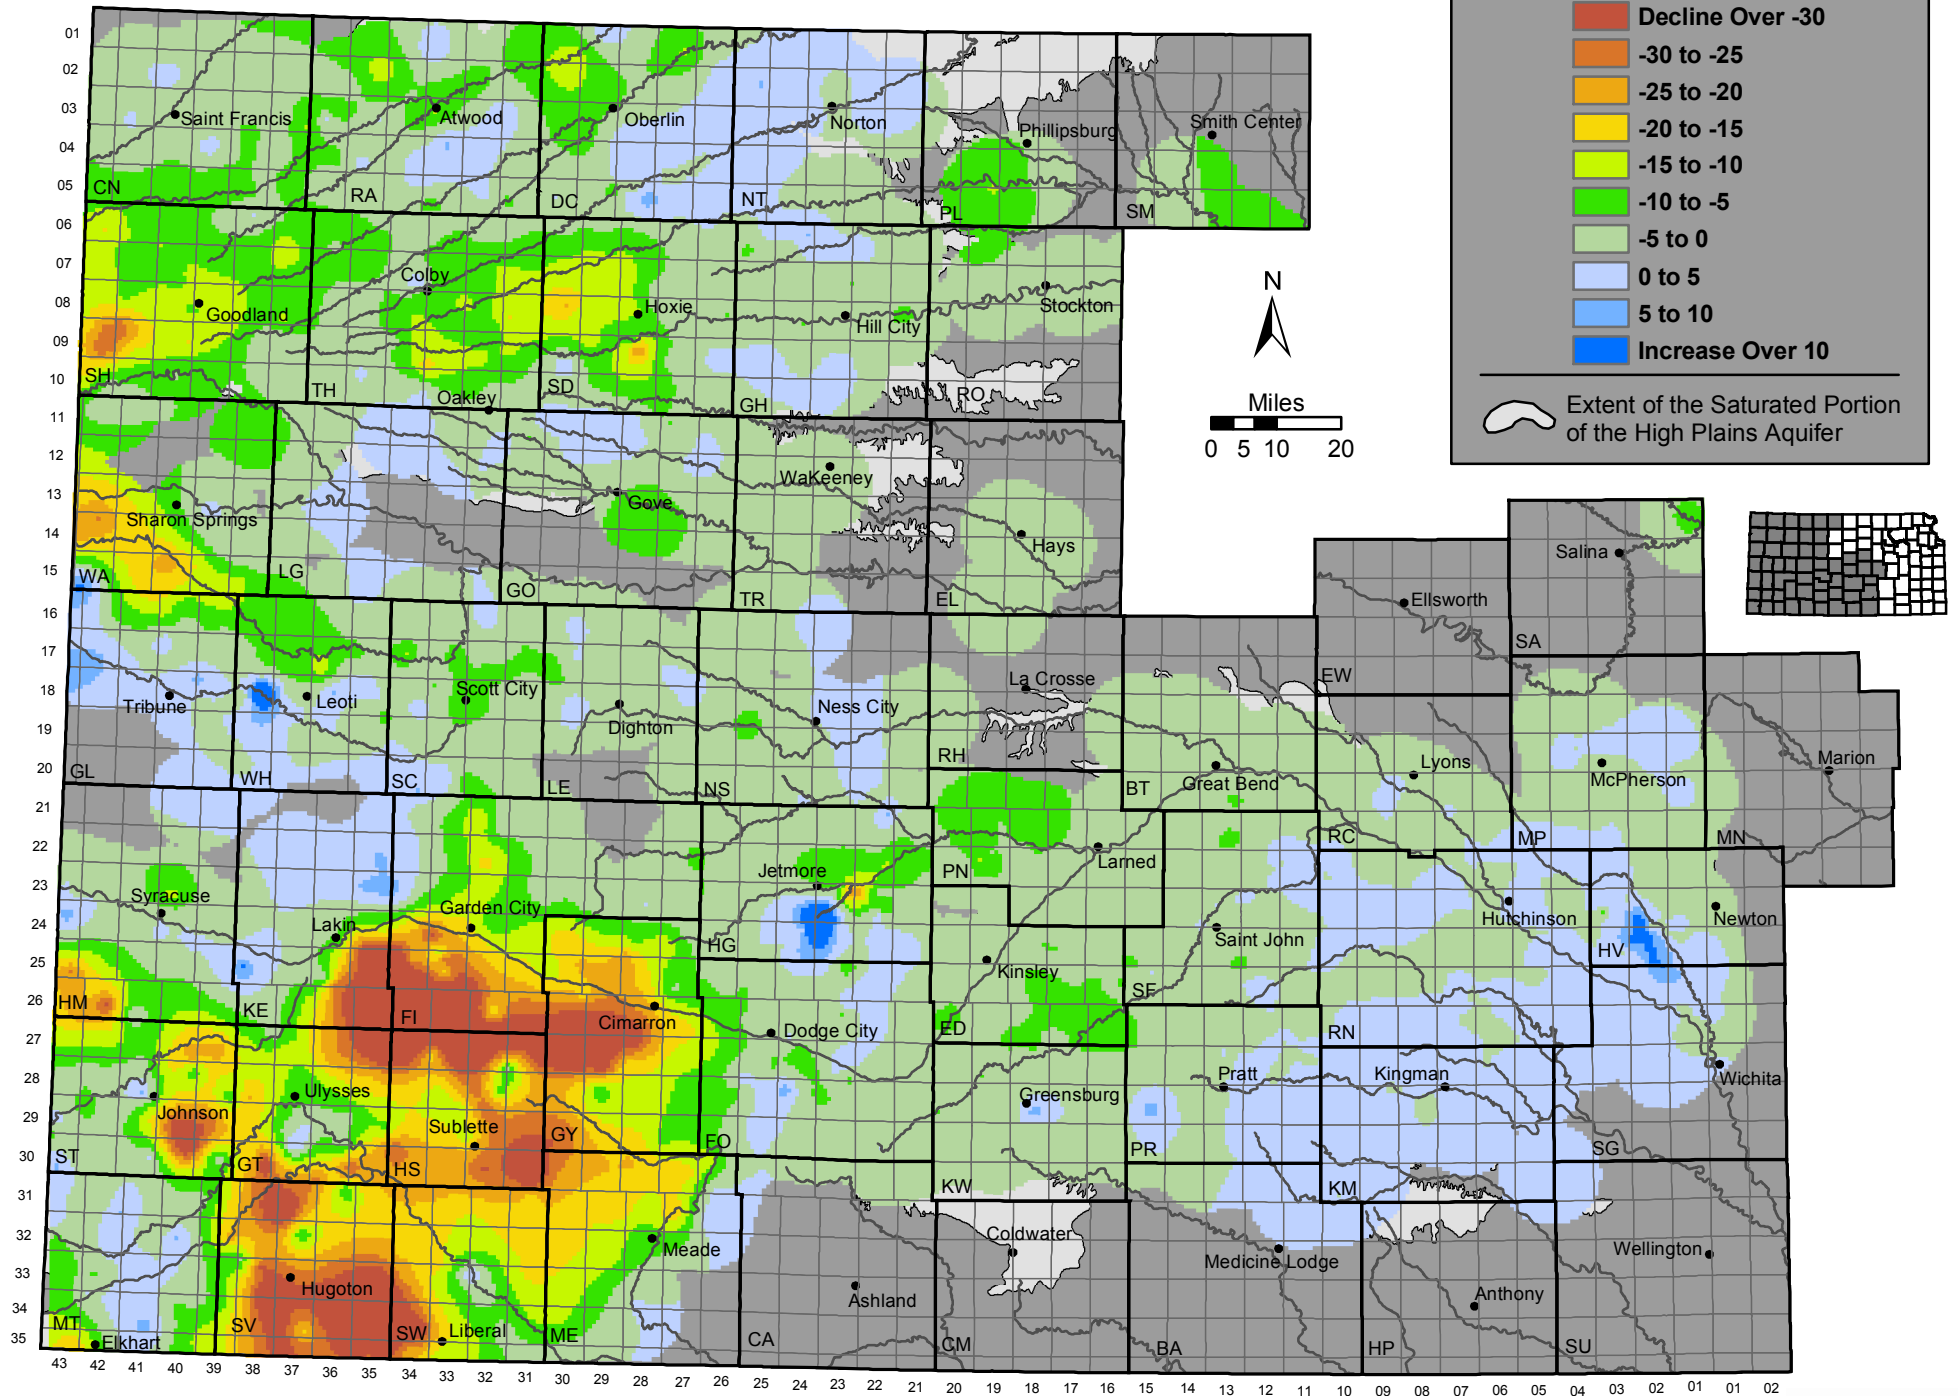 Decline Over -30
-30 to -25
-25 to -20
-20 to -15
-15 to -10
-10 to -5
-5 to 0
0 to 5
5 to 10
Increase Over 10
Extent of the Saturated Portion
of the High Plains Aquifer
N
Miles
0 5 10 20
01
02
03
04
05
06
07
08
09
10
11
12
13
14
15
16
17
18
19
20
21
22
23
24
25
26
27
28
29
30
31
32
33
34
35
Saint Francis
Atwood
Oberlin
Norton
Phillipsburg
Smith Center
CN
RA
DC
NT
PL
SM
Goodland
Colby
Hoxie
Hill City
Stockton
SH
TH
SD
GH
RO
Oakley
Sharon Springs
Gove
WaKeeney
Hays
WA
LG
GO
TR
EL
Salina
Ellsworth
SA
EW
Tribune
Leoti
Scott City
Dighton
Ness City
La Crosse
Great Bend
Lyons
McPherson
Marion
GL
WH
SC
LE
NS
RH
BT
RC
MP
MN
Syracuse
Lakin
Garden City
Jetmore
Larned
Hutchinson
Newton
PN
HG
HV
Saint John
Kinsley
HM
KE
FI
SF
Cimarron
Dodge City
ED
RN
Ulysses
Johnson
Sublette
Greensburg
Pratt
Kingman
Wichita
ST
GT
HS
GY
FO
KW
PR
KM
SG
Hugoton
Meade
Coldwater
Medicine Lodge
Wellington
Ashland
Anthony
MT
Elkhart
SV
SW
Liberal
ME
CA
CM
BA
HP
SU
43 42 41 40 39 38 37 36 35 34 33 32 31 30 29 28 27 26 25 24 23 22 21 20 19 18 17 16 15 14 13 12 11 10 09 08 07 06 05 04 03 02 01 01 02